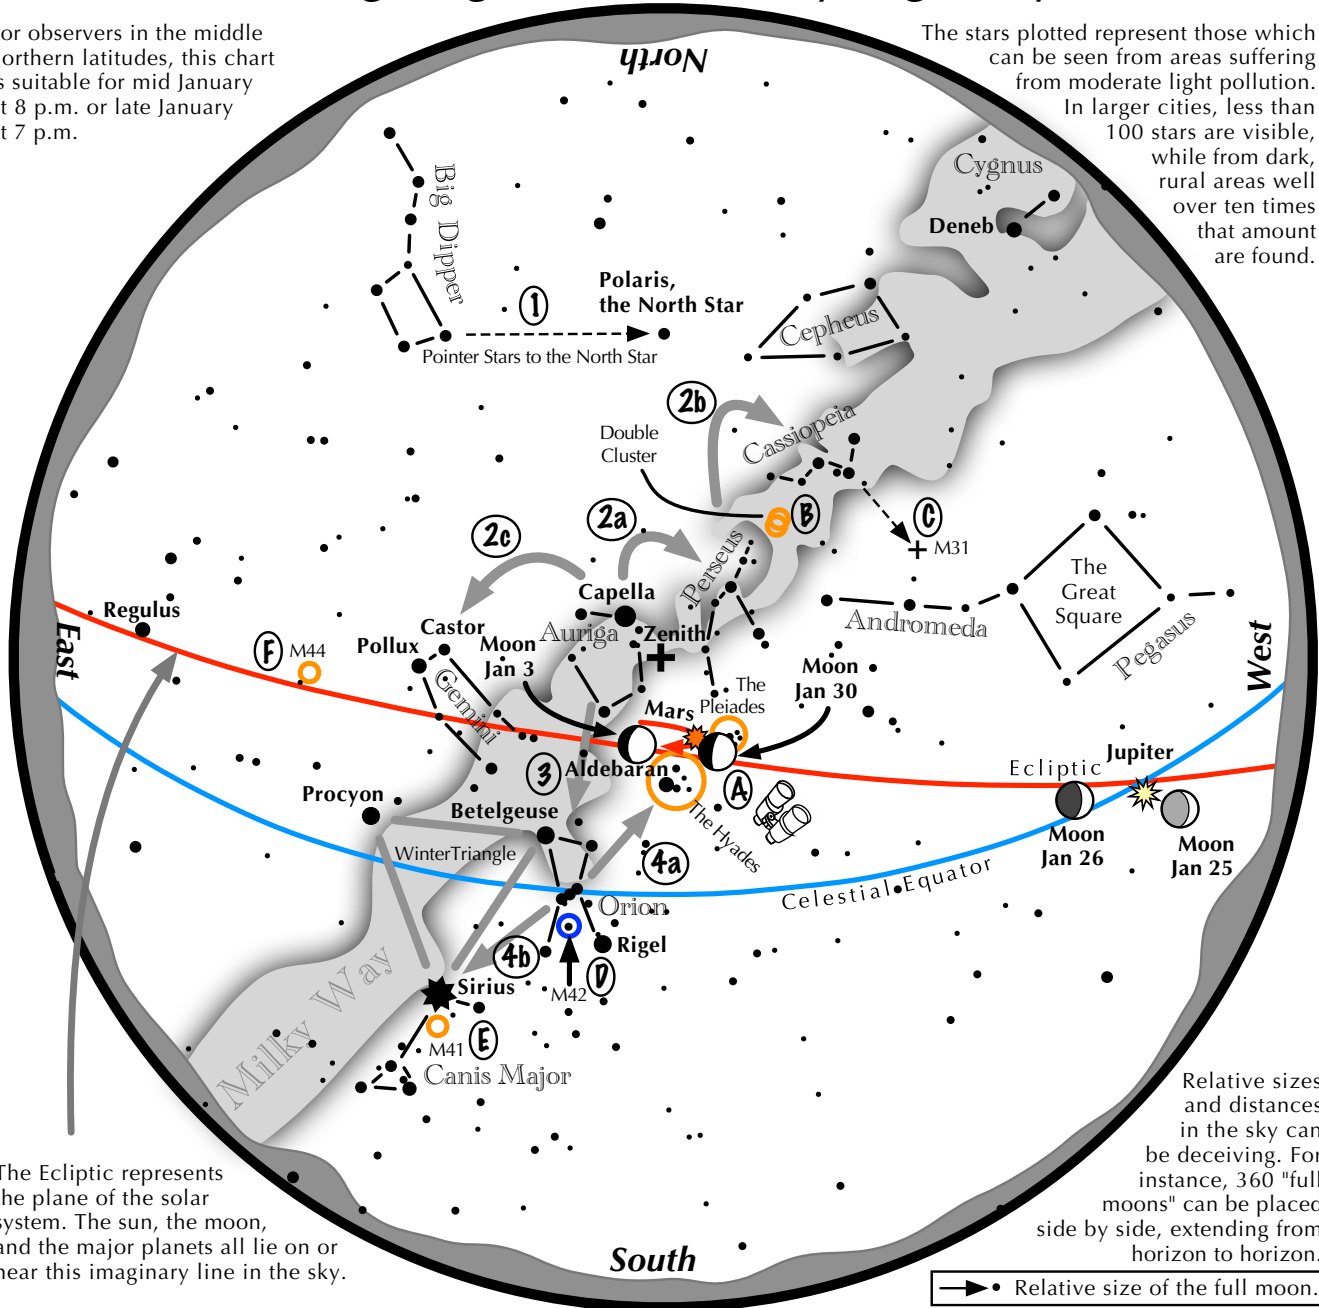 or observers in the middle
orthern latitudes, this chart
s suitable for mid January
t 8 p.m. or late January
t 7 p.m.
The stars plotted represent those which
can be seen from areas suffering
from moderate light pollution.
In larger cities, less than
100 stars are visible,
while from dark,
rural areas well
over ten times
that amount
are found.
North
Big Dipper
Cygnus
Deneb
Polaris,
the North Star
1
Pointer Stars to the North Star
Cepheus
2b
Cassiopeia
Double
Cluster
B
C
M31
2a
2c
Perseus
The
Great
Square
Capella
Regulus
Castor
Auriga
Zenith
Andromeda
Pegasus
East
West
F
M44
Pollux
Moon
Jan 3
Gemini
Moon
Jan 30
The
Pleiades
Mars
Jupiter
3
Aldebaran
A
Ecliptic
Procyon
Betelgeuse
The Hyades
Moon
Jan 26
Moon
Jan 25
WinterTriangle
4a
Celestial Equator
Orion
Rigel
4b
D
M42
Sirius
Milky Way
M41
E
Canis Major
The Ecliptic represents
he plane of the solar
system. The sun, the moon,
and the major planets all lie on or
near this imaginary line in the sky.
Relative sizes
and distances
in the sky can
be deceiving. For
instance, 360 "full
moons" can be placed
side by side, extending from
horizon to horizon.
South
Relative size of the full moon.